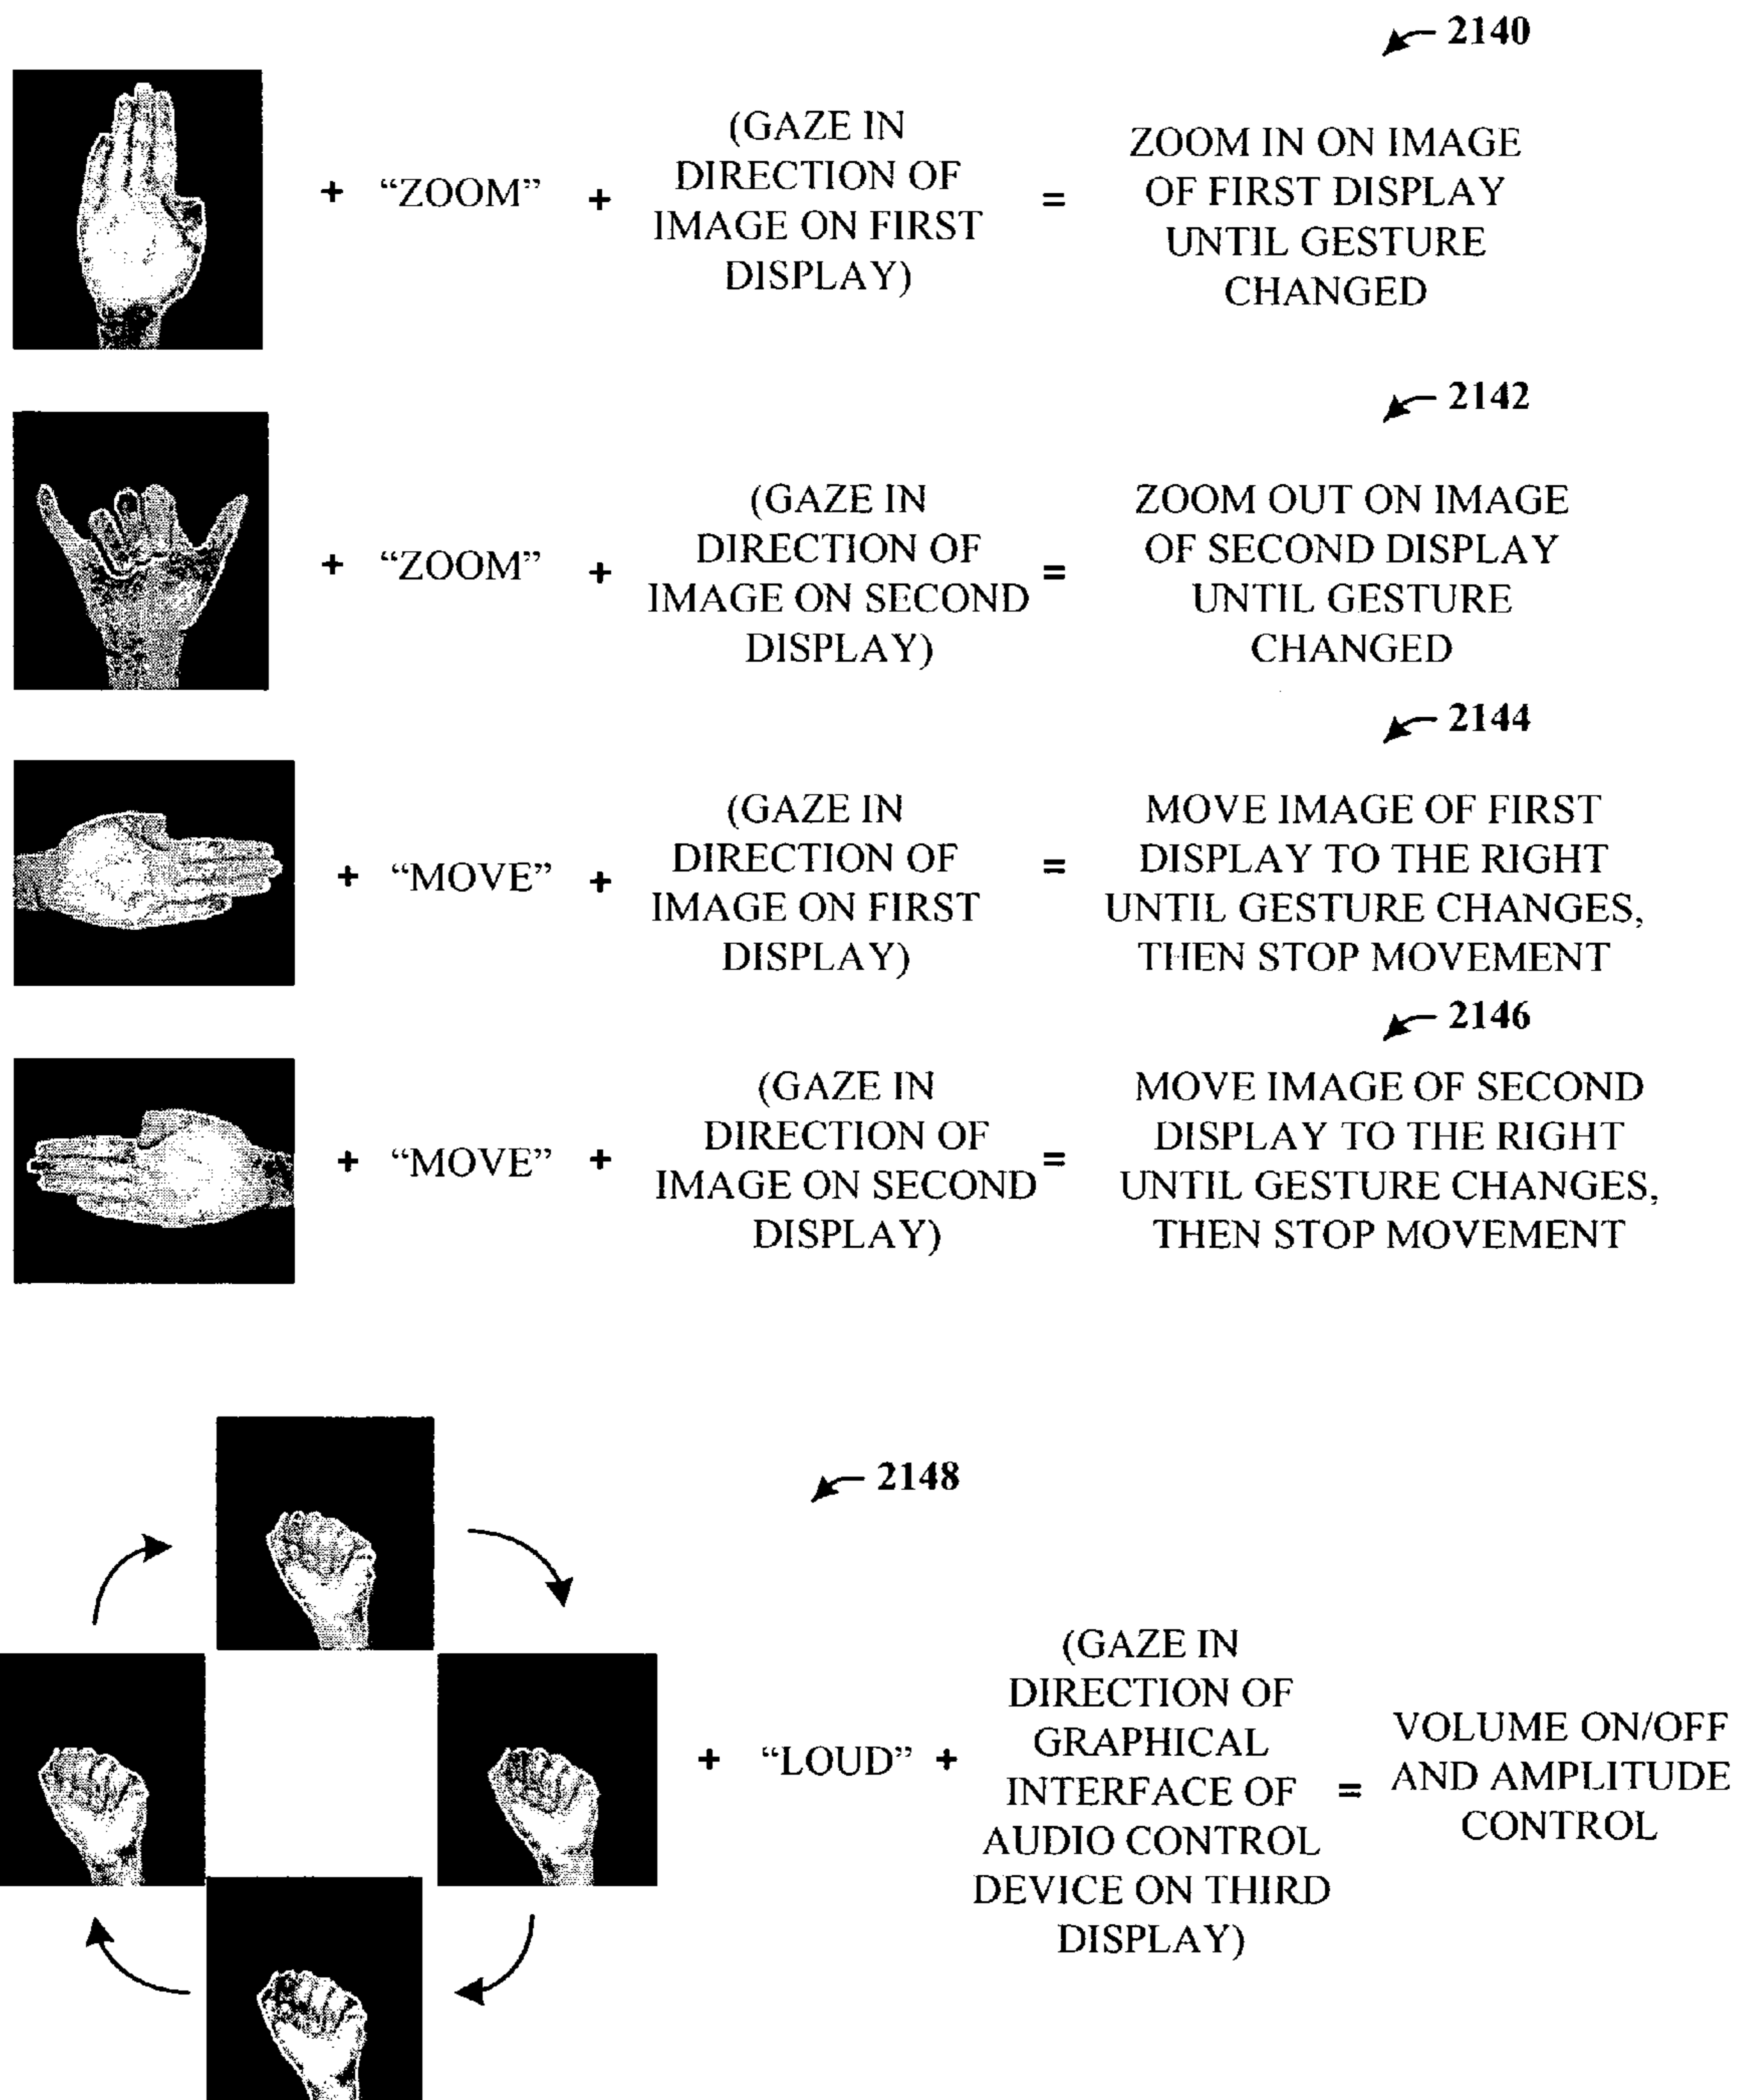 2140
+ “ZOOM” + (GAZE IN
DIRECTION OF
IMAGE ON FIRST
DISPLAY)
= ZOOM IN ON IMAGE
OF FIRST DISPLAY
UNTIL GESTURE
CHANGED
2142
+ “ZOOM” + (GAZE IN
DIRECTION OF
IMAGE ON SECOND
DISPLAY)
= ZOOM OUT ON IMAGE
OF SECOND DISPLAY
UNTIL GESTURE
CHANGED
2144
+ “MOVE” + (GAZE IN
DIRECTION OF
IMAGE ON FIRST
DISPLAY)
= MOVE IMAGE OF FIRST
DISPLAY TO THE RIGHT
UNTIL GESTURE CHANGES,
THEN STOP MOVEMENT
2146
+ “MOVE” + (GAZE IN
DIRECTION OF
IMAGE ON SECOND
DISPLAY)
= MOVE IMAGE OF SECOND
DISPLAY TO THE RIGHT
UNTIL GESTURE CHANGES,
THEN STOP MOVEMENT
2148
+ “LOUD” + (GAZE IN
DIRECTION OF
GRAPHICAL
INTERFACE OF
AUDIO CONTROL
DEVICE ON THIRD
DISPLAY)
= VOLUME ON/OFF
AND AMPLITUDE
CONTROL